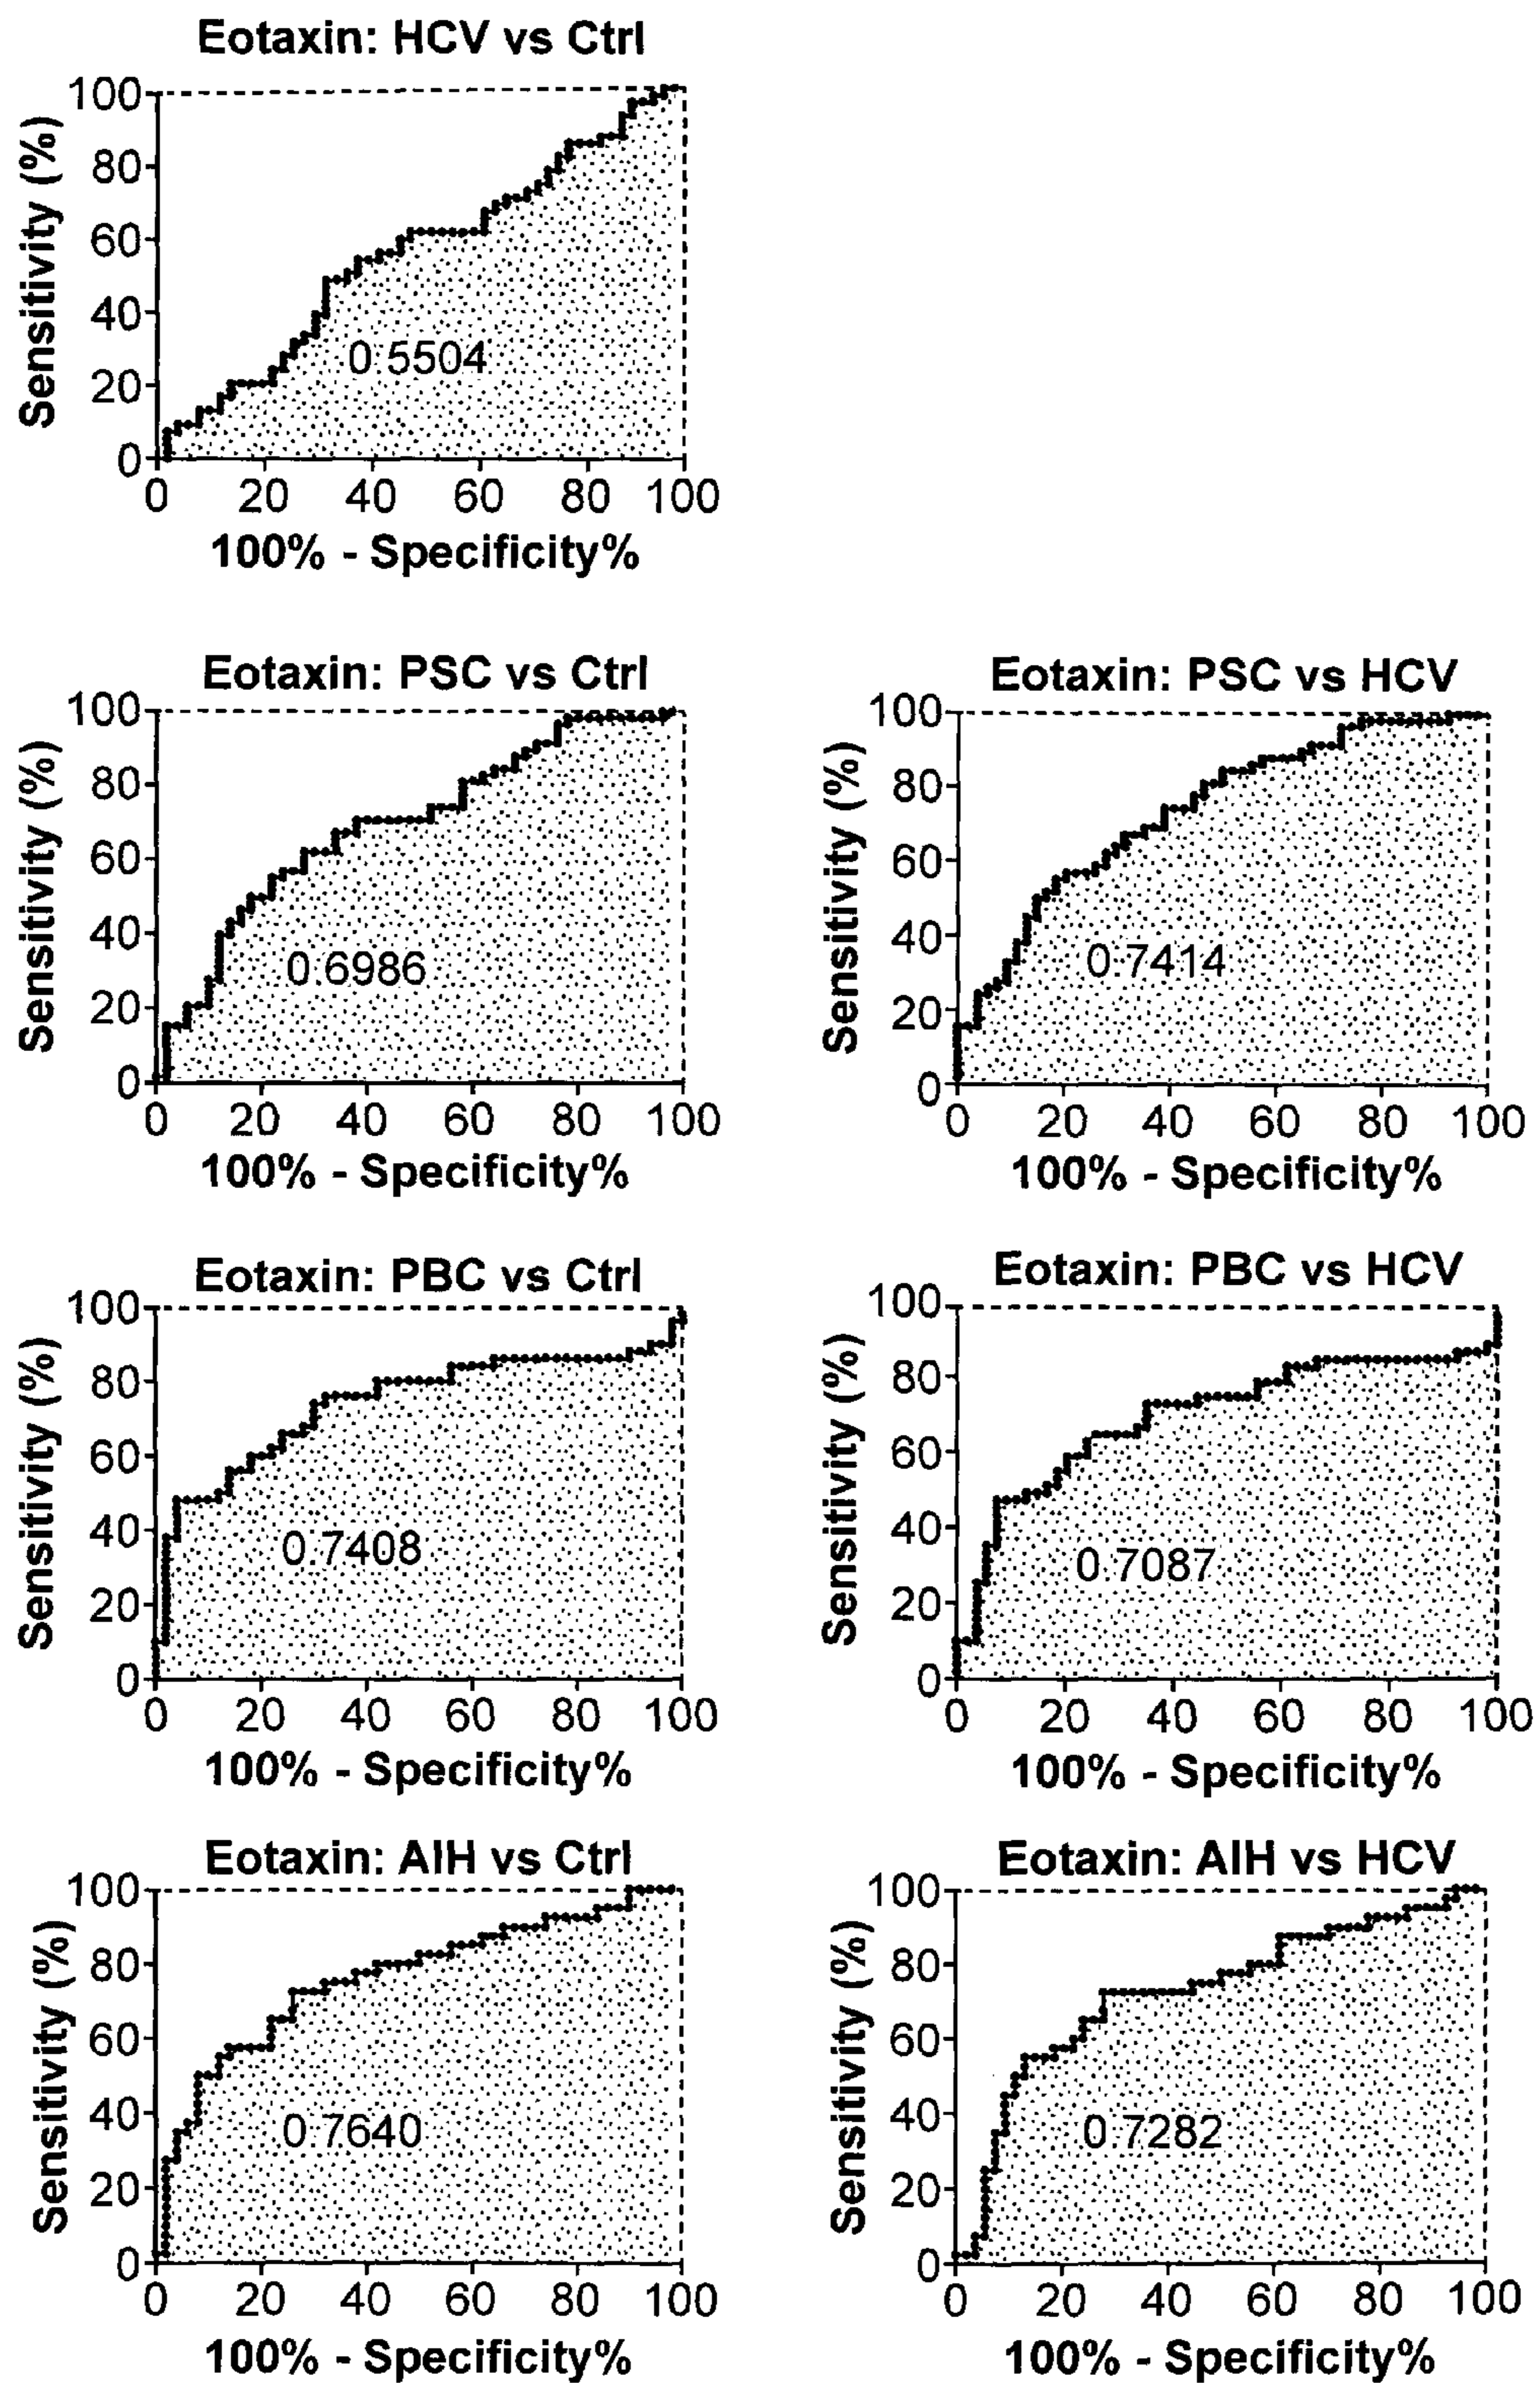 Eotaxin: HCV vs Ctrl
Sensitivity (%)
100
80
60
40
20
0
0.5504
0 20 40 60 80 100
100% - Specificity%
Eotaxin: PSC vs Ctrl
Sensitivity (%)
100
80
60
40
20
0
0.6986
0 20 40 60 80 100
100% - Specificity%
Eotaxin: PSC vs HCV
Sensitivity (%)
100
80
60
40
20
0
0.7414
0 20 40 60 80 100
100% - Specificity%
Eotaxin: PBC vs Ctrl
Sensitivity (%)
100
80
60
40
20
0
0.7408
0 20 40 60 80 100
100% - Specificity%
Eotaxin: PBC vs HCV
Sensitivity (%)
100
80
60
40
20
0
0.7087
0 20 40 60 80 100
100% - Specificity%
Eotaxin: AIH vs Ctrl
Sensitivity (%)
100
80
60
40
20
0
0.7640
0 20 40 60 80 100
100% - Specificity%
Eotaxin: AIH vs HCV
Sensitivity (%)
100
80
60
40
20
0
0.7282
0 20 40 60 80 100
100% - Specificity%